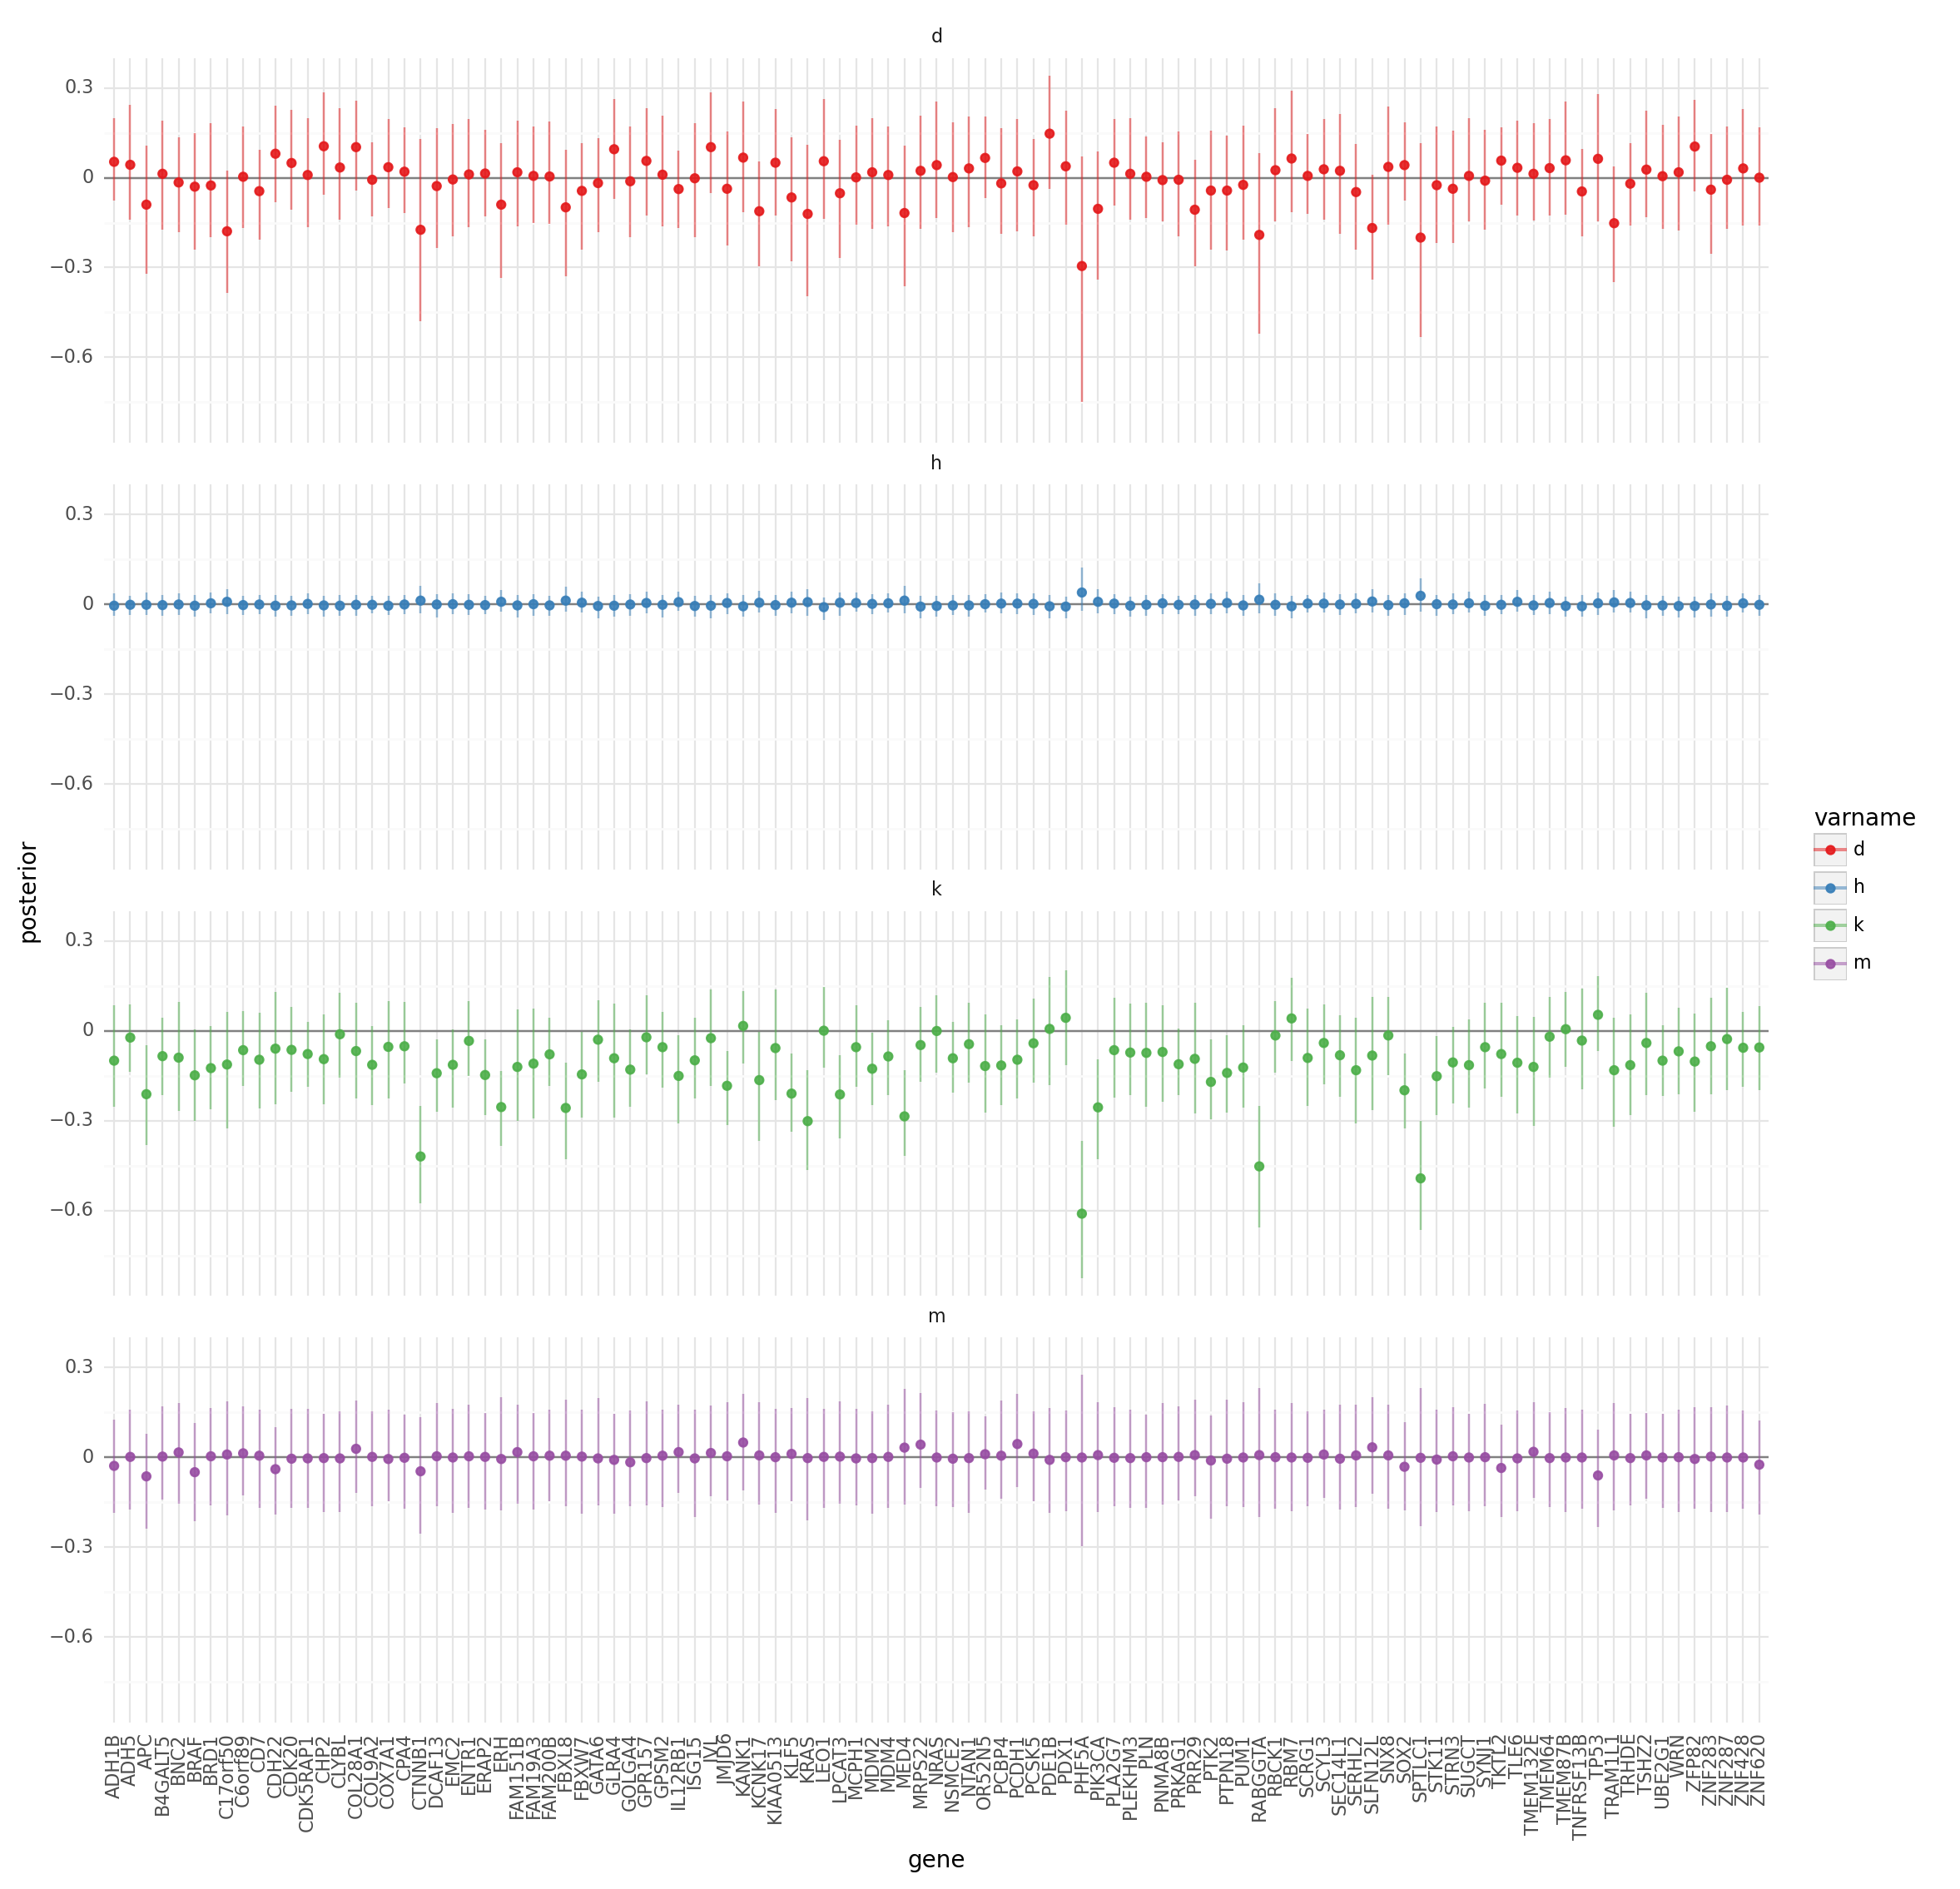 d
0.3
0
−0.3
−0.6
h
0.3
0
−0.3
−0.6
k
0.3
0
−0.3
−0.6
m
0.3
0
−0.3
−0.6
posterior
varname
d
h
k
m
ADH1B
ADH5
APC
B4GALT5
BNC2
BRAF
BRD1
C17orf50
C6orf89
CD7
CDH22
CDK20
CDK5RAP1
CHP2
CLYBL
COL28A1
COL9A2
COX7A1
CPA4
CTNNB1
DCAF13
EMC2
ENTR1
ERAP2
ERH
FAM151B
FAM19A3
FAM200B
FBXL8
FBXW7
GATA6
GLRA4
GOLGA4
GPR157
GPSM2
IL12RB1
ISG15
IVL
JMJD6
KANK1
KCNK17
KIAA0513
KLF5
KRAS
LEO1
LPCAT3
MCPH1
MDM2
MDM4
MED4
MRPS22
NRAS
NSMCE2
NTAN1
OR52N5
PCBP4
PCDH1
PCSK5
PDE1B
PDX1
PHF5A
PIK3CA
PLA2G7
PLEKHM3
PLN
PNMA8B
PRKAG1
PRR29
PTK2
PTPN18
PUM1
RABGGTA
RBCK1
RBM7
SCRG1
SCYL3
SEC14L1
SERHL2
SLFN12L
SNX8
SOX2
SPTLC1
STK11
STRN3
SUGCT
SYNJ1
TKTL2
TLE6
TMEM132E
TMEM64
TMEM87B
TNFRSF13B
TP53
TRAM1L1
TRHDE
TSHZ2
UBE2G1
WRN
ZFP82
ZNF283
ZNF287
ZNF428
ZNF620
gene